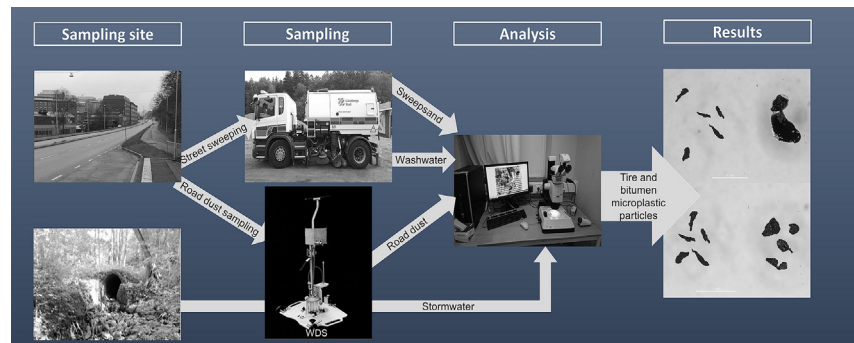 Sampling site
Sampling
Analysis
Results
Street sweeping
Road dust sampling
Sweepsand
Washwater
Road dust
Stormwater
WDS
Tire and
bitumen
microplastic
particles